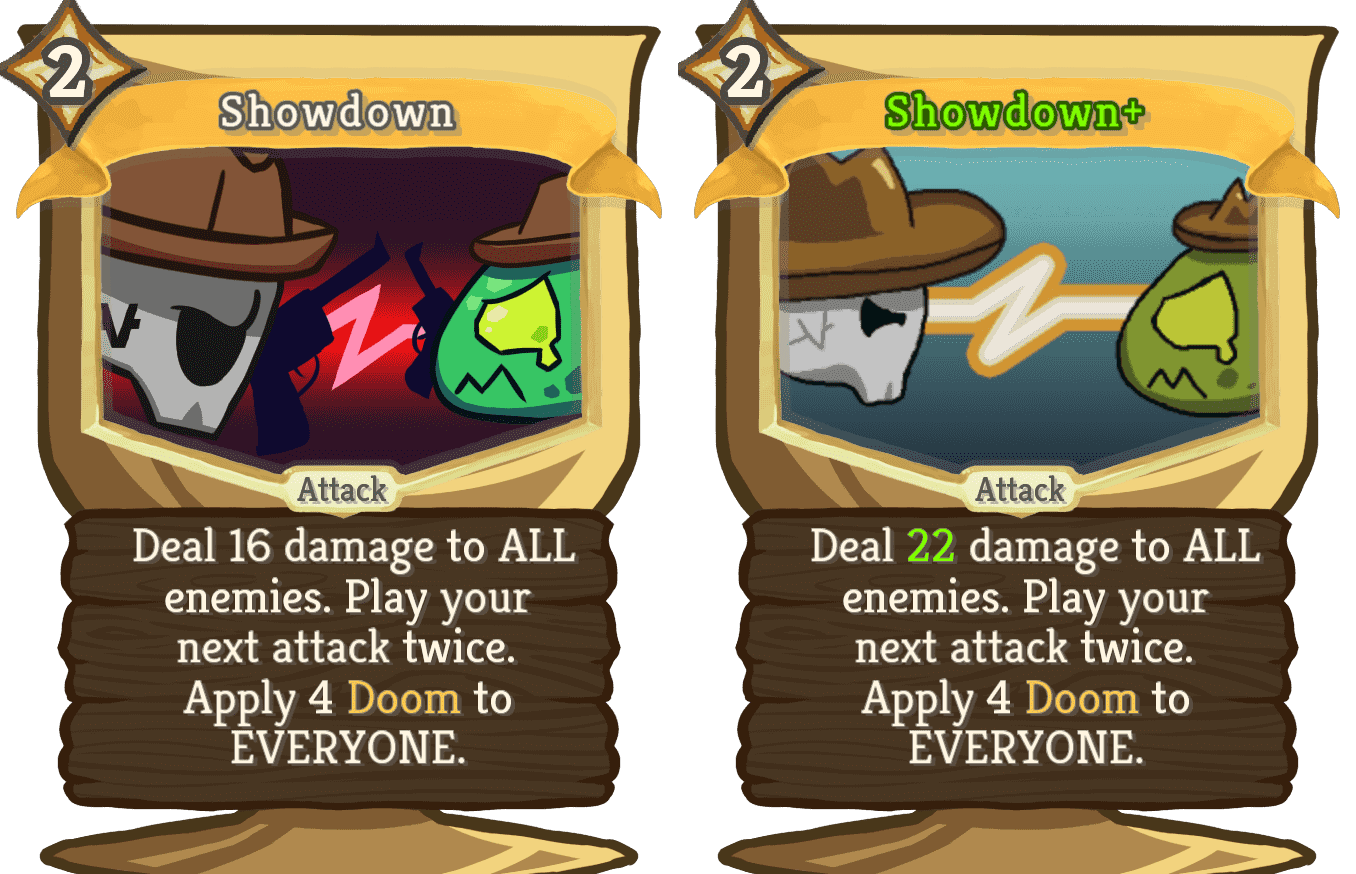 2
Showdown
Attack
Deal 16 damage to ALL
enemies. Play your
next attack twice.
Apply 4 Doom to
EVERYONE.
2
Showdown+
Attack
Deal 22 damage to ALL
enemies. Play your
next attack twice.
Apply 4 Doom to
EVERYONE.